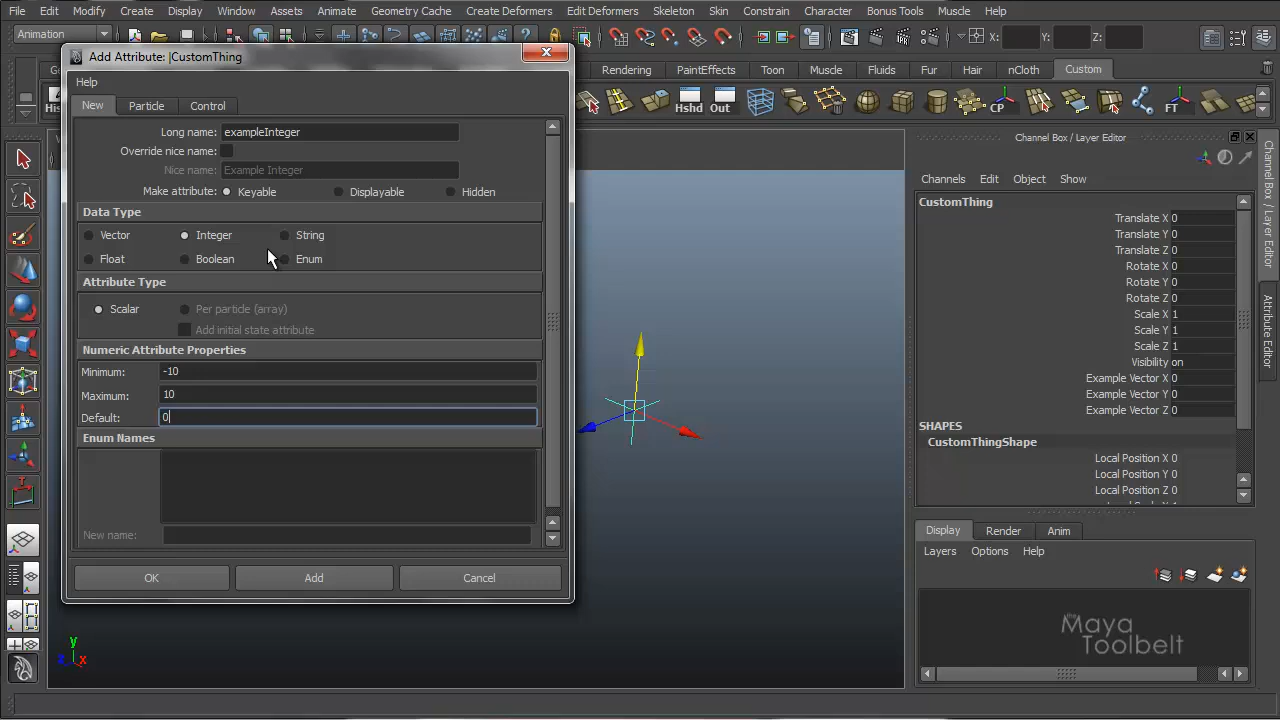 File Edit Modify Create Display Window Assets Animate Geometry Cache Create Deformers Edit Deformers Skeleton Skin Constrain Character Bonus Tools Muscle Help
Animation
X: Y: Z:
Add Attribute: |CustomThing
Rendering PaintEffects Toon Muscle Fluids Fur Hair nCloth Custom
Help
Hshd Out CP FT
New Particle Control
Long name: exampleInteger
Override nice name:
Nice name: Example Integer
Make attribute: Keyable Displayable Hidden
Data Type
Vector Integer String
Float Boolean Enum
Attribute Type
Scalar Per particle (array)
Add initial state attribute
Numeric Attribute Properties
Minimum: -10
Maximum: 10
Default: 0
Enum Names
New name:
OK Add Cancel
y
x
Channel Box / Layer Editor
Channels Edit Object Show
CustomThing
Translate X 0
Translate Y 0
Translate Z 0
Rotate X 0
Rotate Y 0
Rotate Z 0
Scale X 1
Scale Y 1
Scale Z 1
Visibility on
Example Vector X 0
Example Vector Y 0
Example Vector Z 0
SHAPES
CustomThingShape
Local Position X 0
Local Position Y 0
Local Position Z 0
Display Render Anim
Layers Options Help
the Maya
Toolbelt
Channel Box / Layer Editor
Attribute Editor